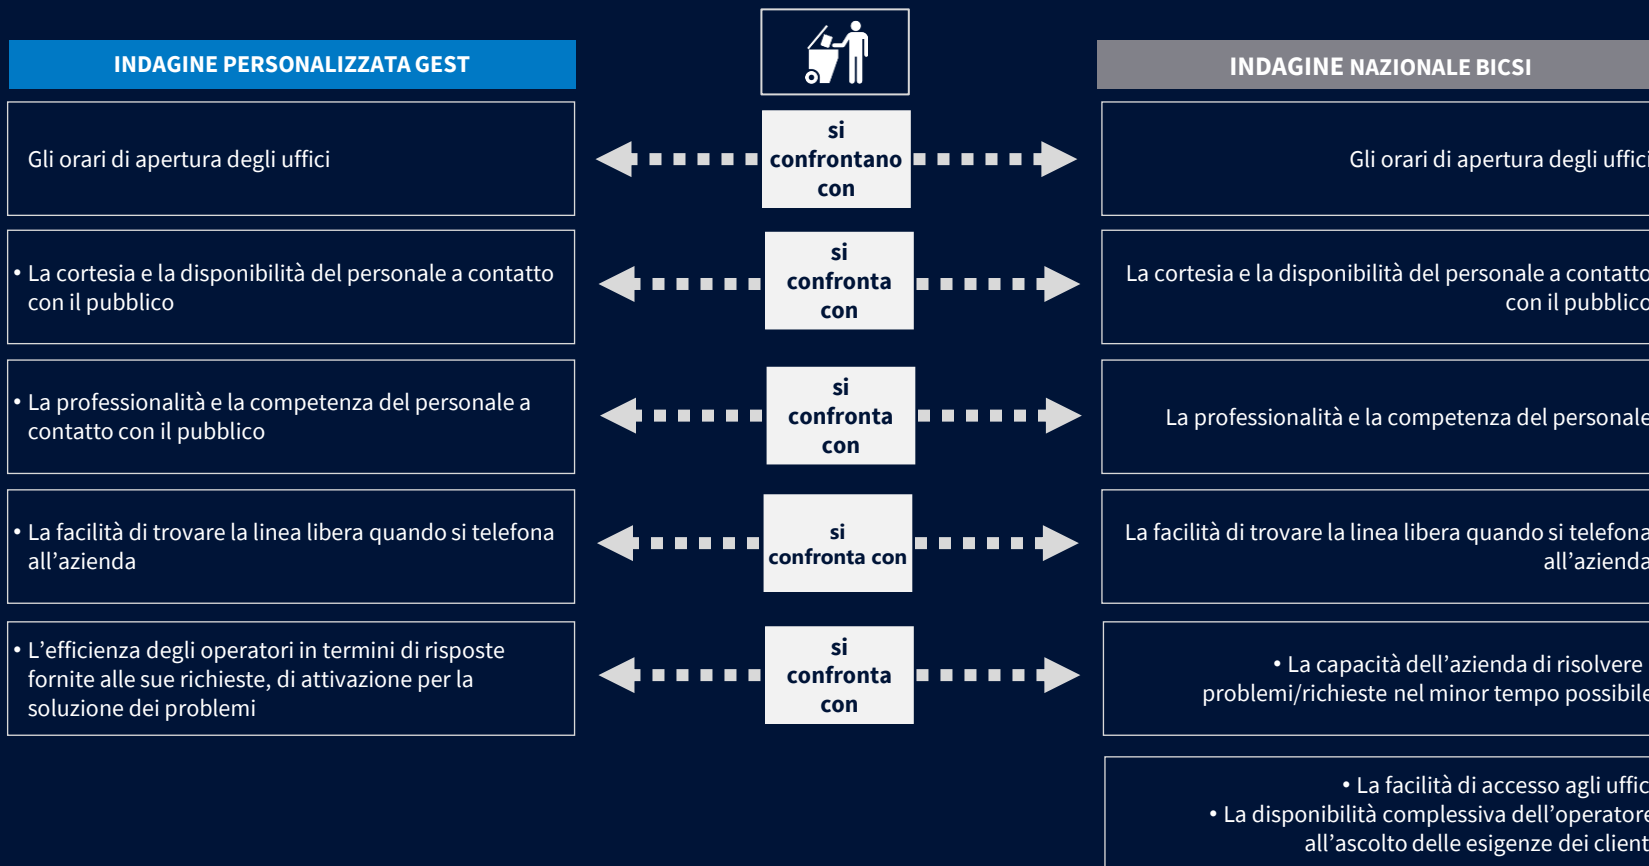 INDAGINE PERSONALIZZATA GEST
INDAGINE NAZIONALE BICSI
Gli orari di apertura degli uffici
si
confrontano
con
Gli orari di apertura degli uffici
• La cortesia e la disponibilità del personale a contatto
con il pubblico
si
confronta
con
La cortesia e la disponibilità del personale a contatto
con il pubblico
• La professionalità e la competenza del personale a
contatto con il pubblico
si
confronta
con
La professionalità e la competenza del personale
• La facilità di trovare la linea libera quando si telefona
all’azienda
si
confronta con
La facilità di trovare la linea libera quando si telefona
all’azienda
• L’efficienza degli operatori in termini di risposte
fornite alle sue richieste, di attivazione per la
soluzione dei problemi
si
confronta
con
• La capacità dell’azienda di risolvere
problemi/richieste nel minor tempo possibile
• La facilità di accesso agli uffic
• La disponibilità complessiva dell’operatore
all’ascolto delle esigenze dei client